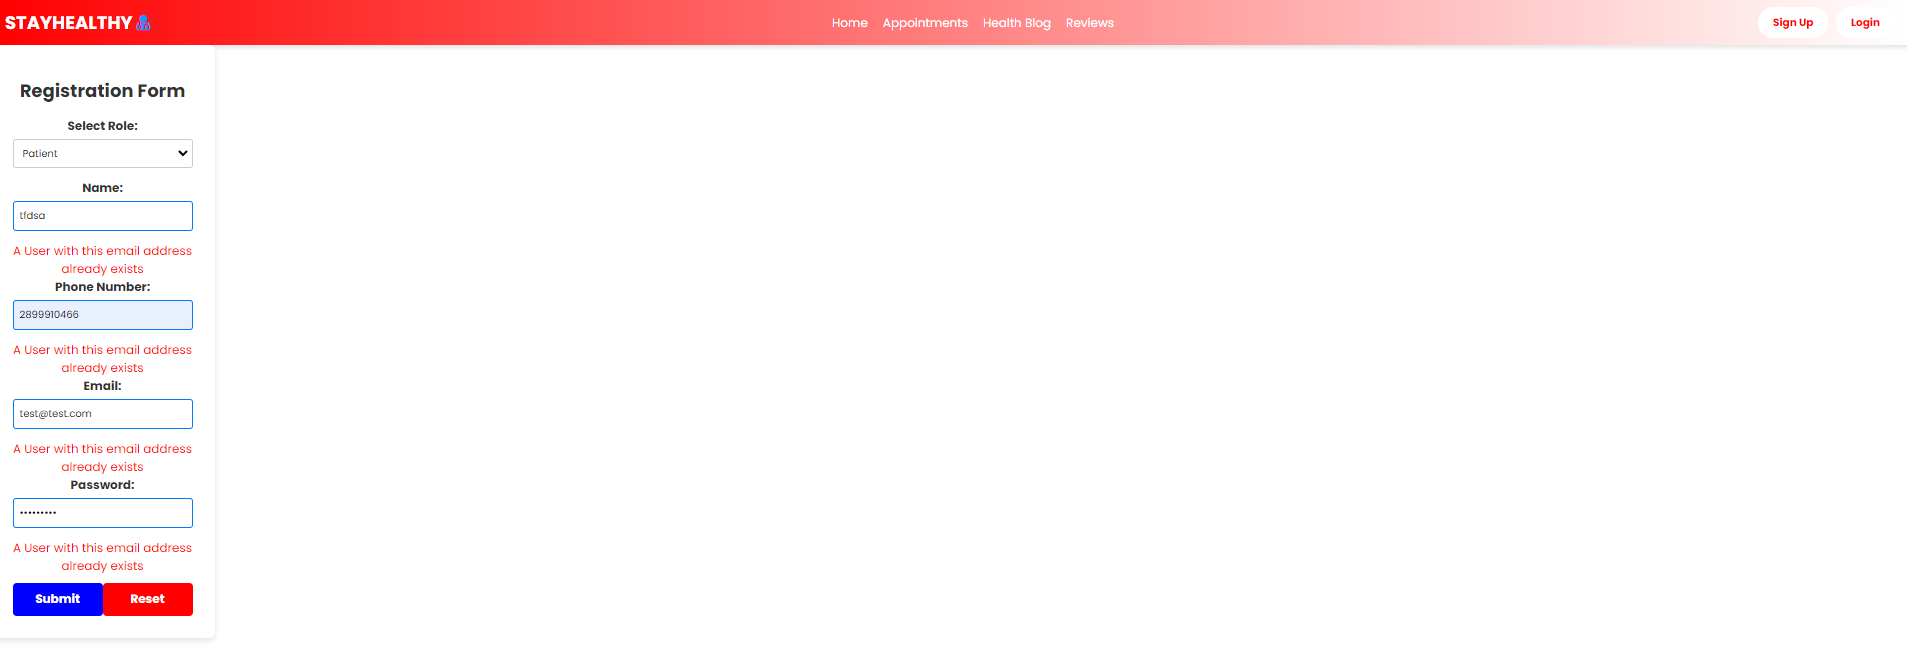 STAYHEALTHY
Home Appointments Health Blog Reviews
Sign Up Login
Registration Form
Select Role:
Patient
Name:
tfdsa
A User with this email address
already exists
Phone Number:
2899910466
A User with this email address
already exists
Email:
test@test.com
A User with this email address
already exists
Password:
•••••••••
A User with this email address
already exists
Submit Reset